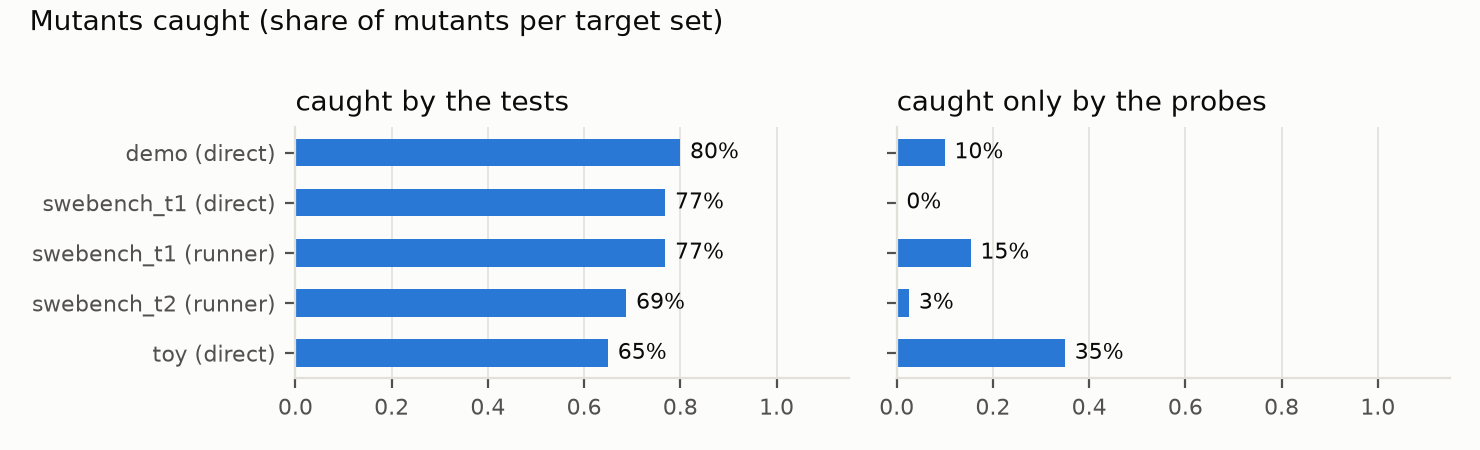 Mutants caught (share of mutants per target set)
caught by the tests
caught only by the probes
demo (direct)
80%
10%
swebench_t1 (direct)
77%
0%
swebench_t1 (runner)
77%
15%
swebench_t2 (runner)
69%
3%
toy (direct)
65%
35%
0.0 0.2 0.4 0.6 0.8 1.0
0.0 0.2 0.4 0.6 0.8 1.0